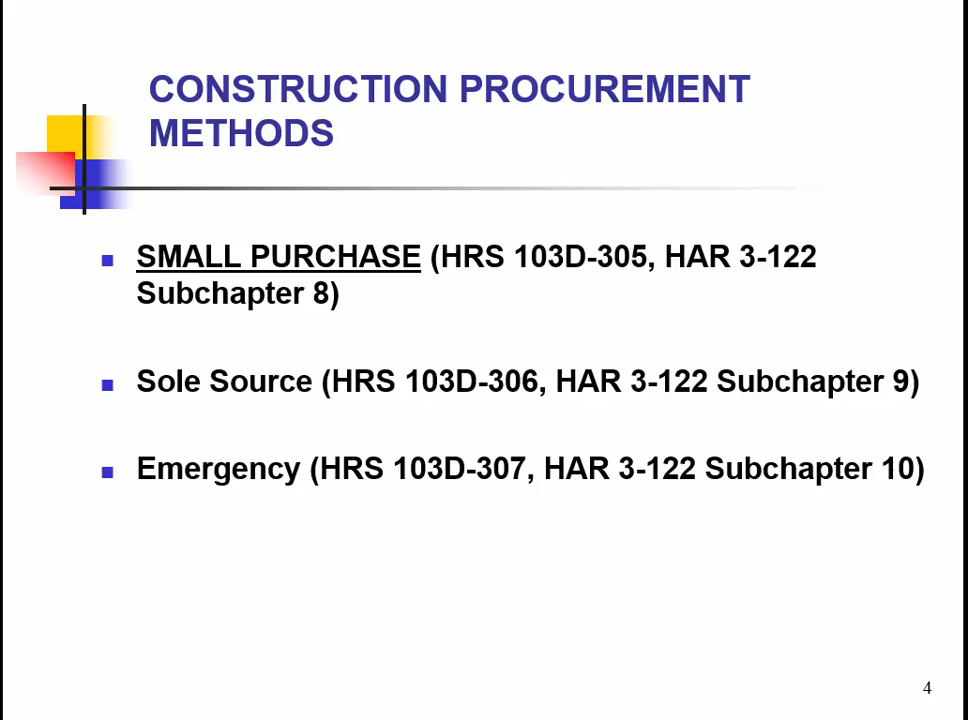 CONSTRUCTION PROCUREMENT
METHODS
SMALL PURCHASE (HRS 103D-305, HAR 3-122
Subchapter 8)
Sole Source (HRS 103D-306, HAR 3-122 Subchapter 9)
Emergency (HRS 103D-307, HAR 3-122 Subchapter 10)
4